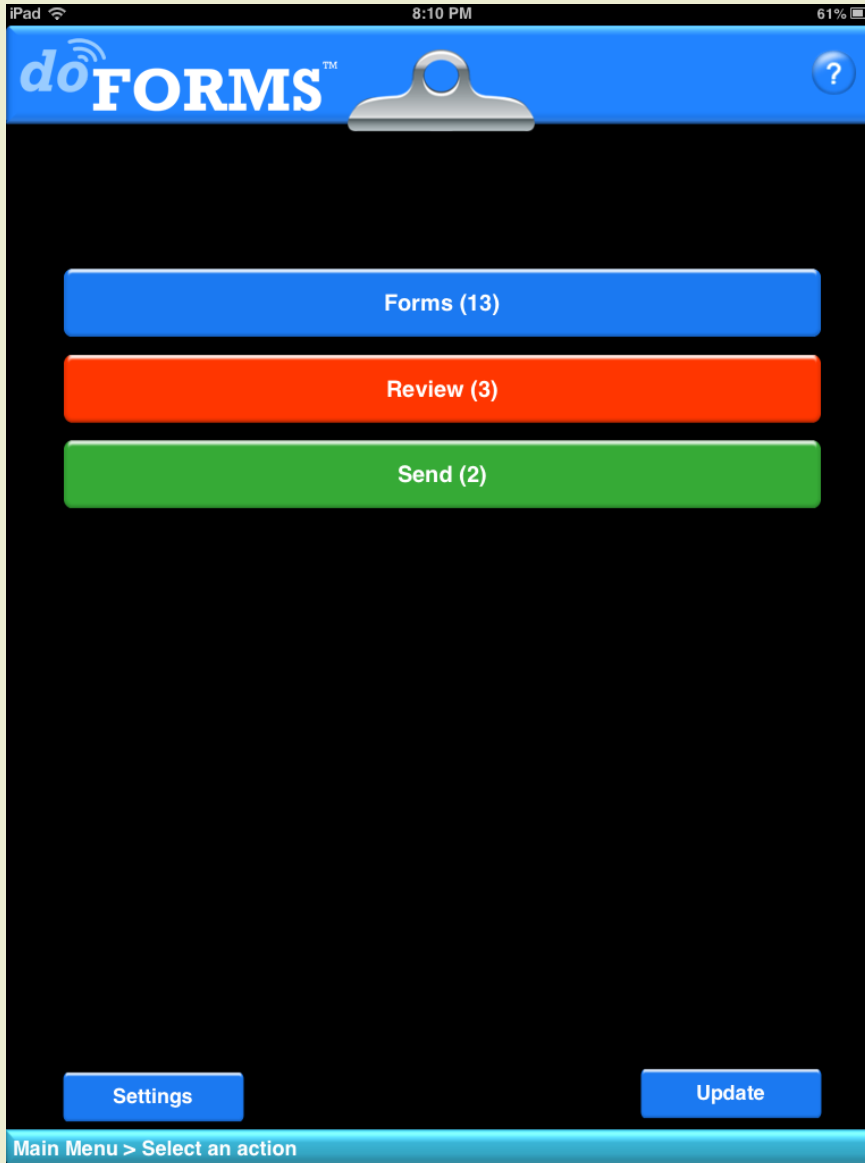 iPad 8:10 PM 61%
doFORMS™ ?
Forms (13)
Review (3)
Send (2)
Settings Update
Main Menu > Select an action